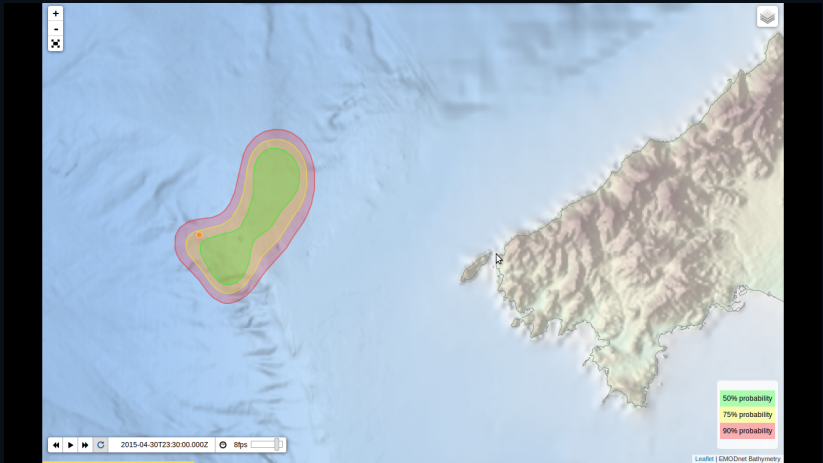 +
-
50% probability
75% probability
90% probability
2015-04-30T23:30:00.000Z
8fps
Leaflet | EMODnet Bathymetry